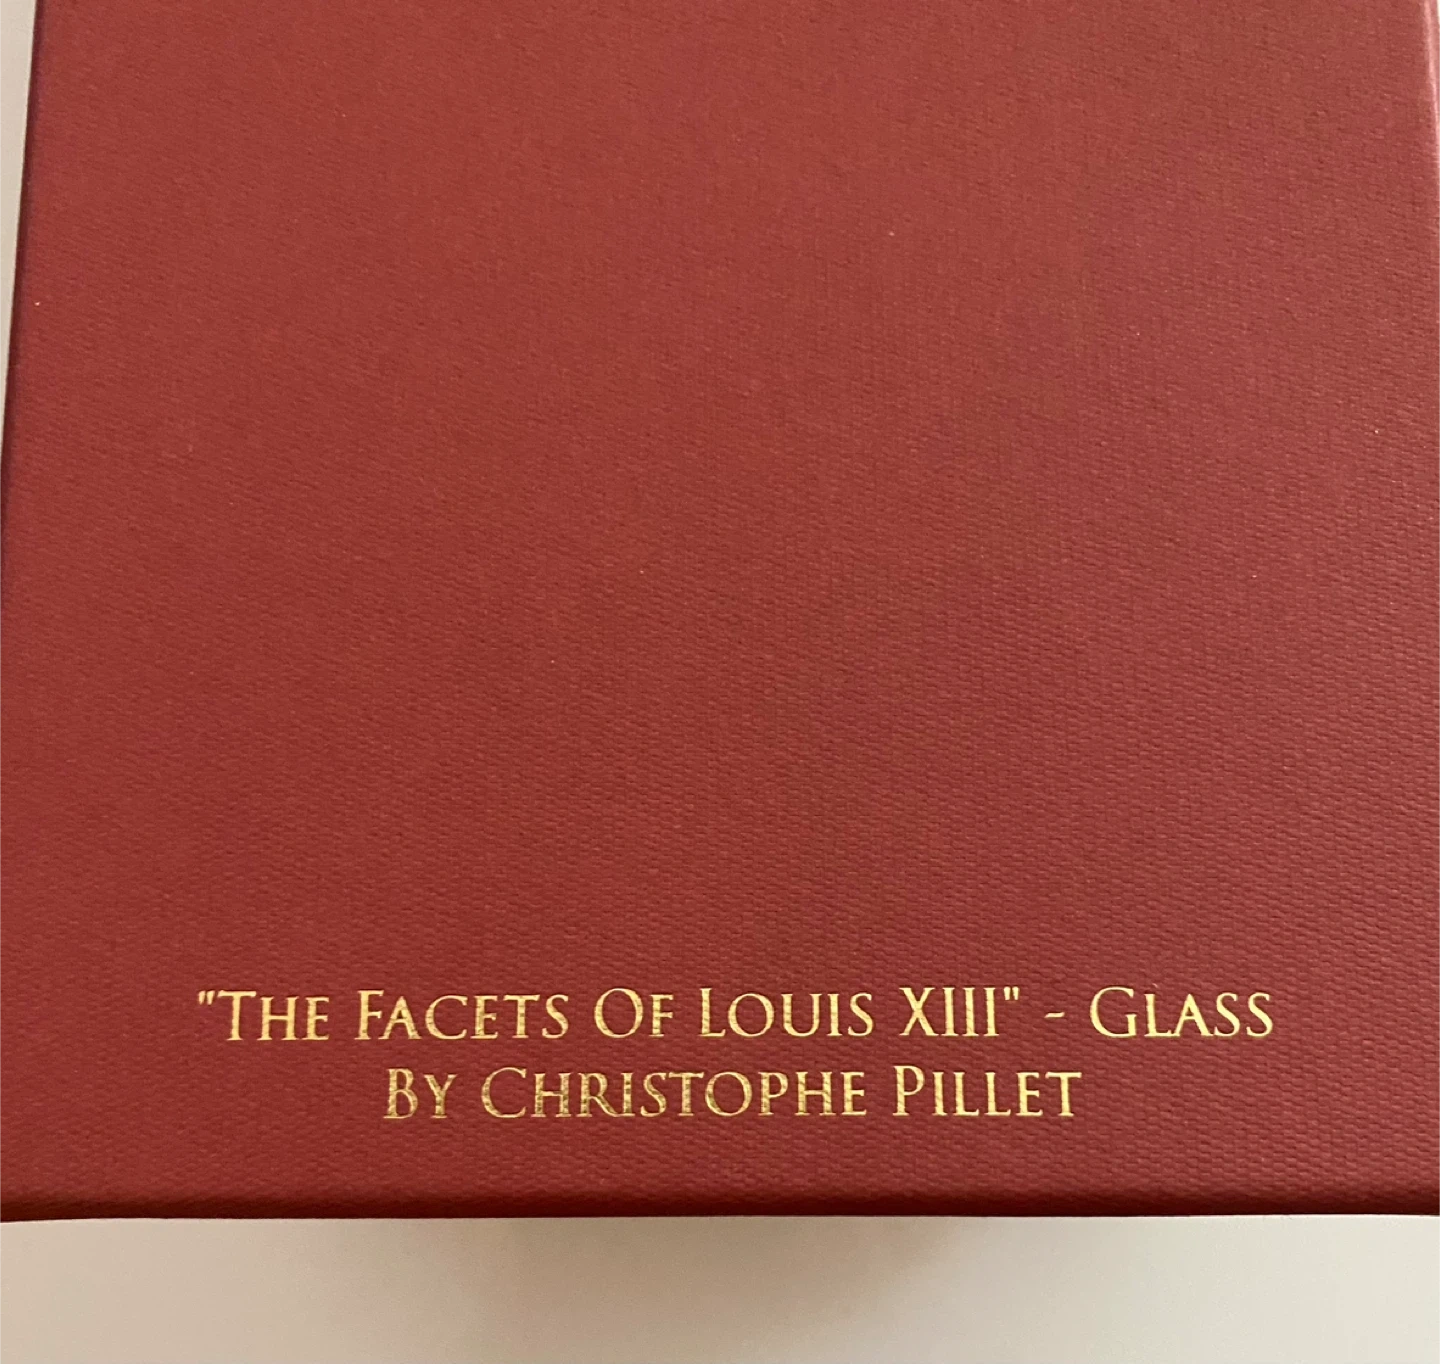 "The Facets Of Louis XIII" - Glass
By Christophe Pillet